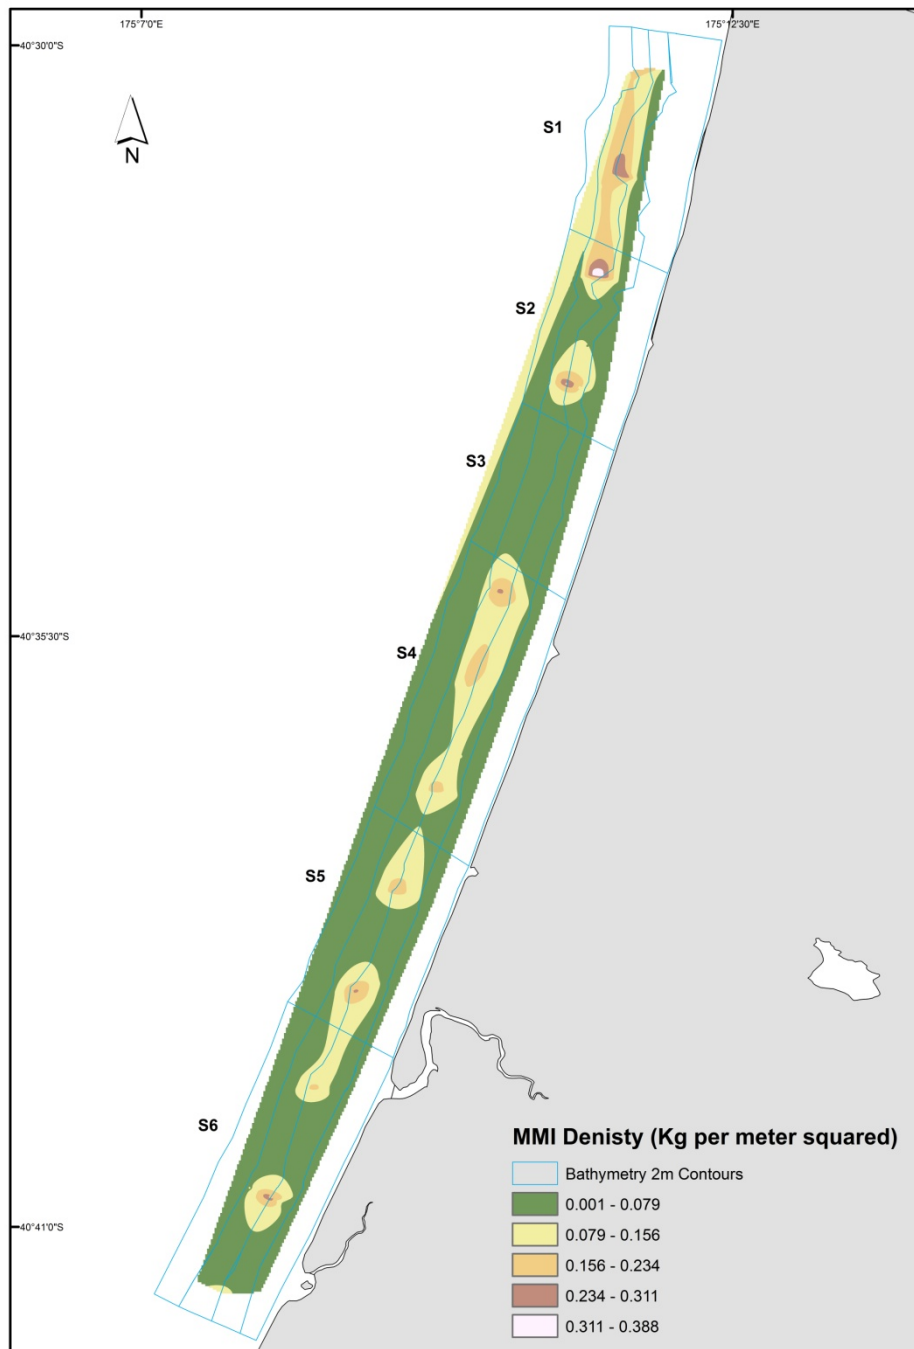 175°7'0"E
175°12'30"E
40°30'0"S
N
S1
S2
S3
40°35'30"S
S4
S5
S6
40°41'0"S
MMI Denisty (Kg per meter squared)
Bathymetry 2m Contours
0.001 - 0.079
0.079 - 0.156
0.156 - 0.234
0.234 - 0.311
0.311 - 0.388